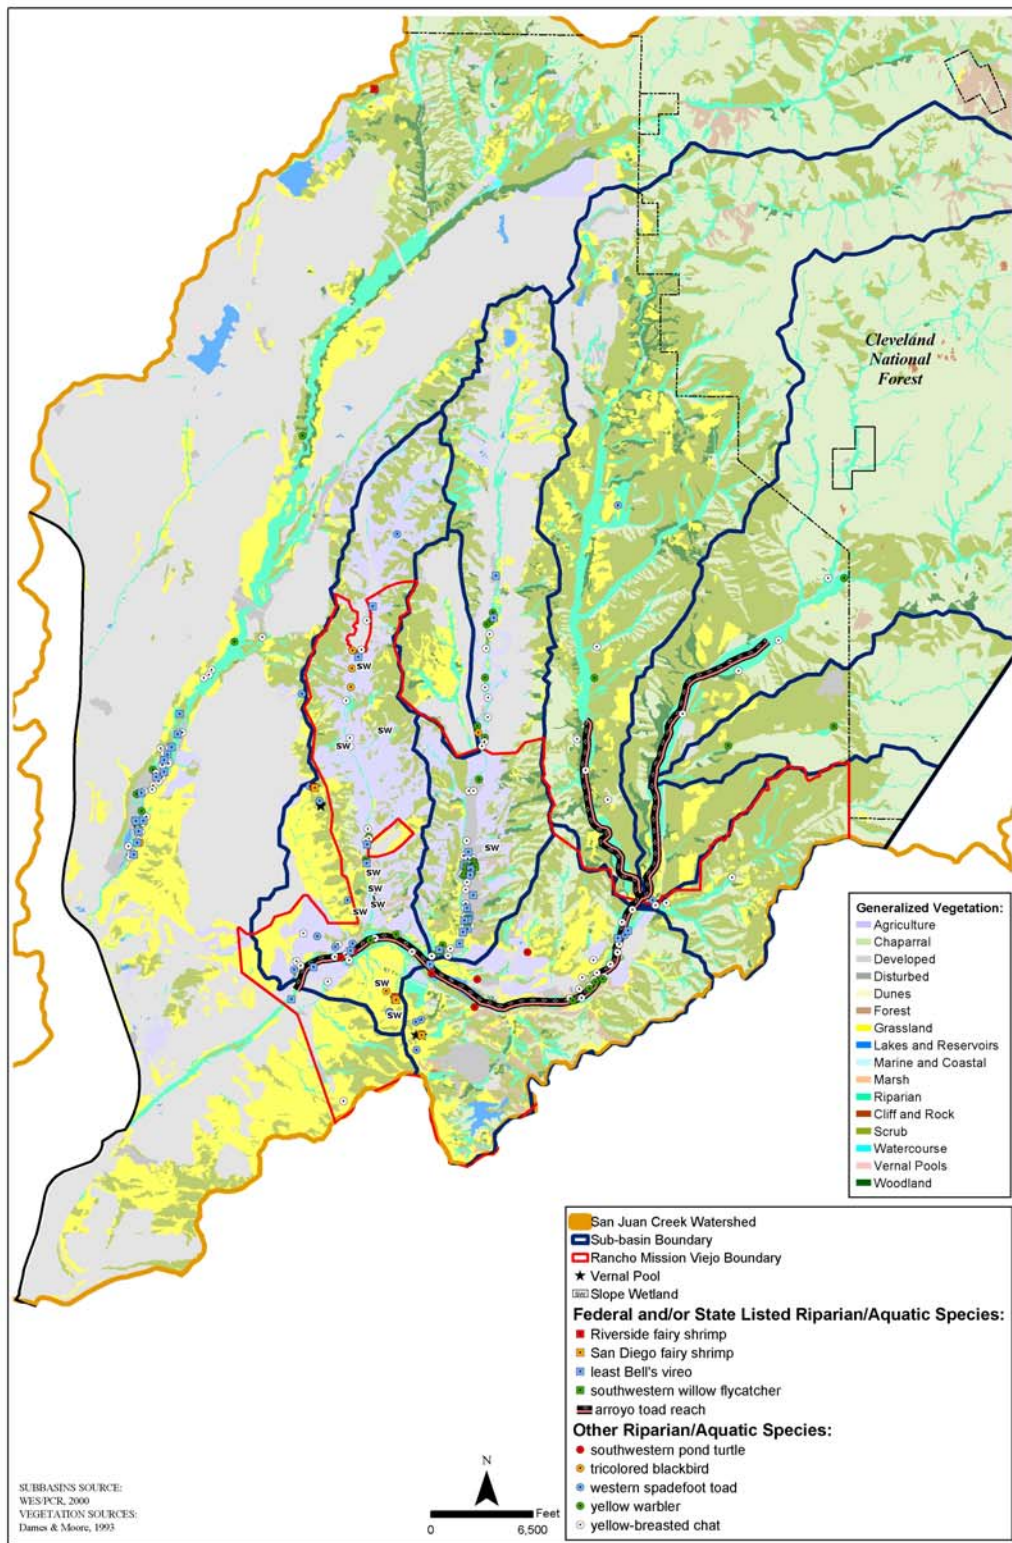 Cleveland
National
Forest
SW
SW
SW
SW
SW
SW
SW
SW
SW
SW
Generalized Vegetation:
Agriculture
Chaparral
Developed
Disturbed
Dunes
Forest
Grassland
Lakes and Reservoirs
Marine and Coastal
Marsh
Riparian
Cliff and Rock
Scrub
Watercourse
Vernal Pools
Woodland
San Juan Creek Watershed
Sub-basin Boundary
Rancho Mission Viejo Boundary
Vernal Pool
SW Slope Wetland
Federal and/or State Listed Riparian/Aquatic Species:
Riverside fairy shrimp
San Diego fairy shrimp
least Bell's vireo
southwestern willow flycatcher
arroyo toad reach
Other Riparian/Aquatic Species:
southwestern pond turtle
tricolored blackbird
western spadefoot toad
yellow warbler
yellow-breasted chat
N
Feet
0 6,500
SUBBASINS SOURCE:
WES/PCR, 2000
VEGETATION SOURCES:
Dames & Moore, 1993